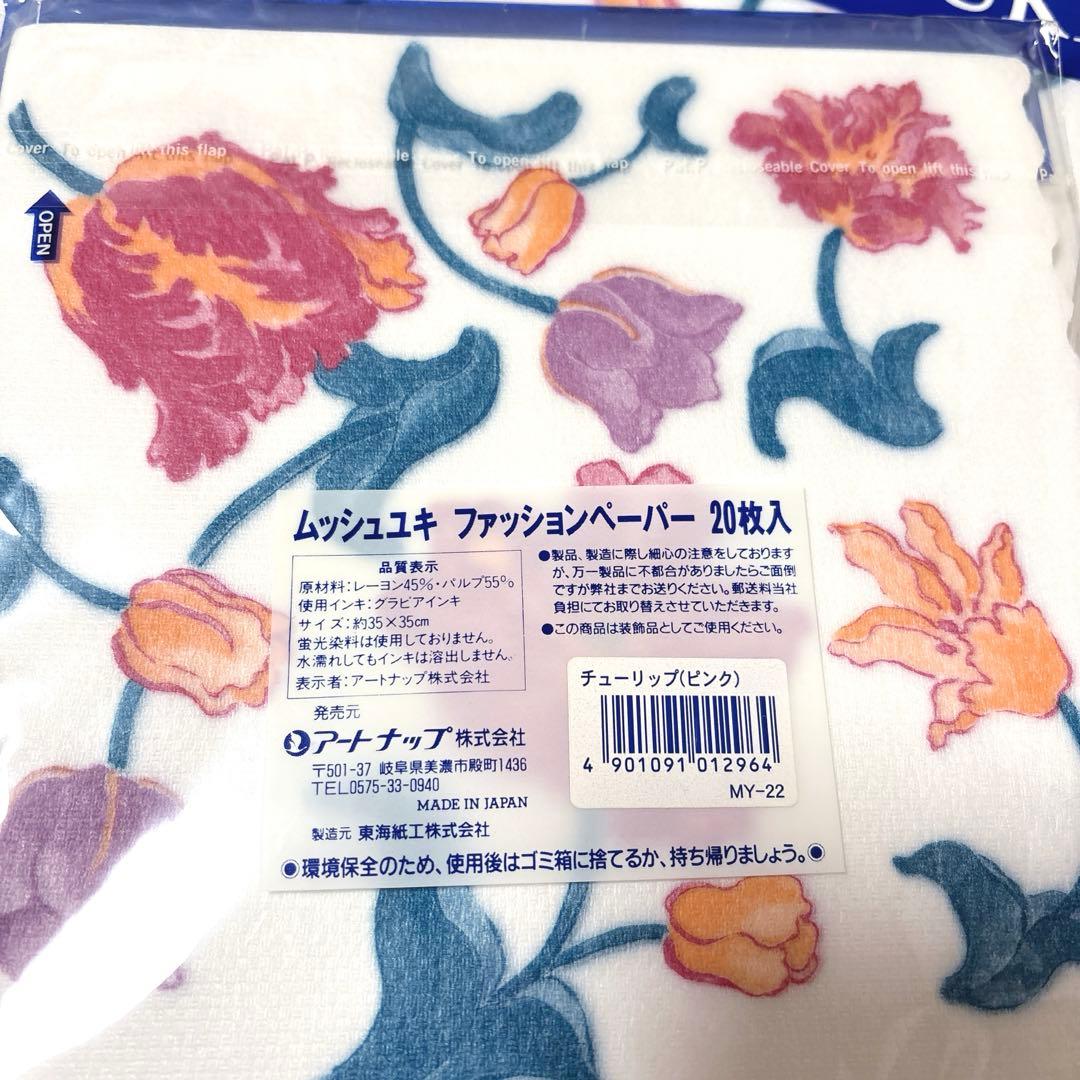 Cover To open lift this flap Pat.P. Recloseable Cover To open lift this flap Pat.P. Recloseable Cover To open lift this flap
OPEN
ムッシュユキ ファッションペーパー 20枚入
品質表示
原材料:レーヨン45%・パルプ55%
使用インキ:グラビアインキ
サイズ:約35×35cm
蛍光染料は使用しておりません。
水濡れしてもインキは溶出しません。
表示者:アートナップ株式会社
●製品、製造に際し細心の注意をしております
が、万一製品に不都合がありましたらご面倒
ですが弊社までお送りください。郵送料当社
負担にてお取り替えさせていただきます。
●この商品は装飾品としてご使用ください。
チューリップ(ピンク)
4 901091 012964
MY-22
発売元
アートナップ株式会社
〒501-37 岐阜県美濃市殿町1436
TEL0575-33-0940
MADE IN JAPAN
製造元 東海紙工株式会社
●環境保全のため、使用後はゴミ箱に捨てるか、持ち帰りましょう。●